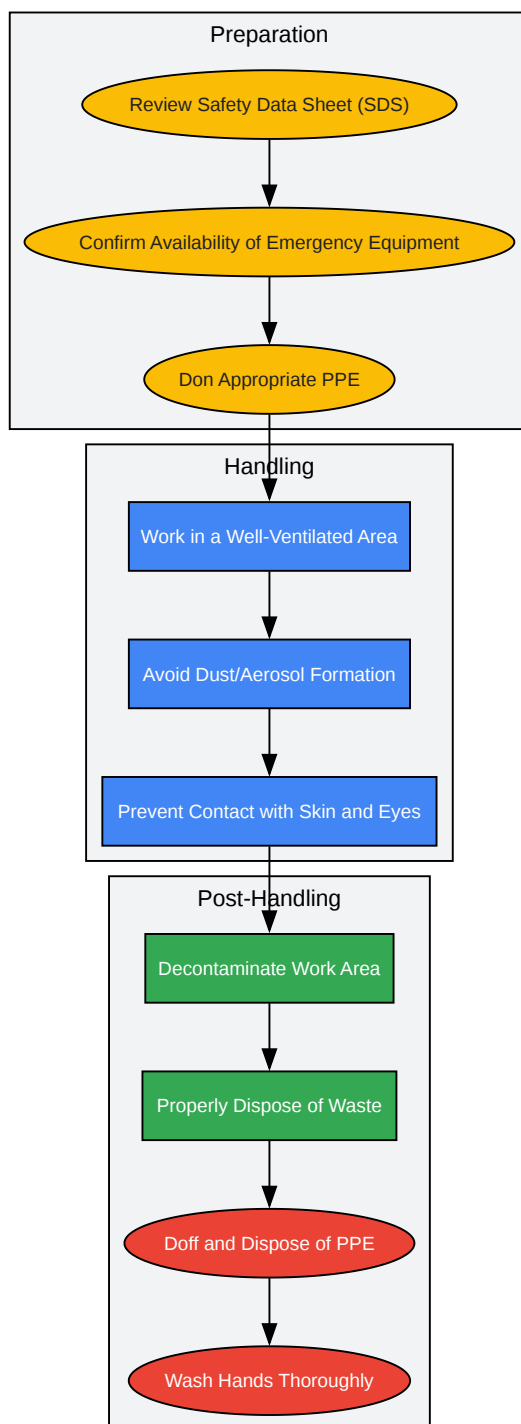 Preparation
Review Safety Data Sheet (SDS)
Confirm Availability of Emergency Equipment
Don Appropriate PPE
Handling
Work in a Well-Ventilated Area
Avoid Dust/Aerosol Formation
Prevent Contact with Skin and Eyes
Post-Handling
Decontaminate Work Area
Properly Dispose of Waste
Doff and Dispose of PPE
Wash Hands Thoroughly